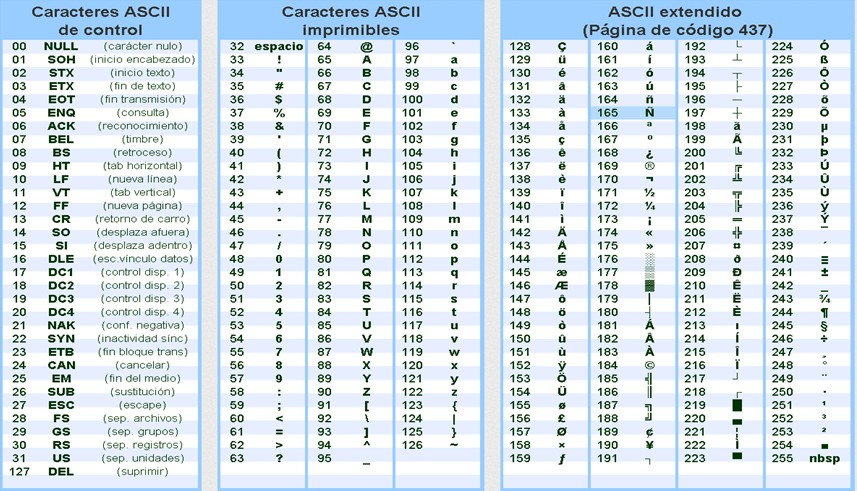 Caracteres ASCII
de control
00 NULL (carácter nulo)
01 SOH (inicio encabezado)
02 STX (inicio texto)
03 ETX (fin de texto)
04 EOT (fin transmisión)
05 ENQ (consulta)
06 ACK (reconocimiento)
07 BEL (timbre)
08 BS (retroceso)
09 HT (tab horizontal)
10 LF (nueva línea)
11 VT (tab vertical)
12 FF (nueva página)
13 CR (retorno de carro)
14 SO (desplaza afuera)
15 SI (desplaza adentro)
16 DLE (esc.vínculo datos)
17 DC1 (control disp. 1)
18 DC2 (control disp. 2)
19 DC3 (control disp. 3)
20 DC4 (control disp. 4)
21 NAK (conf. negativa)
22 SYN (inactividad sínc)
23 ETB (fin bloque trans)
24 CAN (cancelar)
25 EM (fin del medio)
26 SUB (sustitución)
27 ESC (escape)
28 FS (sep. archivos)
29 GS (sep. grupos)
30 RS (sep. registros)
31 US (sep. unidades)
127 DEL (suprimir)
Caracteres ASCII
imprimibles
32 espacio 64 @ 96 `
33 ! 65 A 97 a
34 " 66 B 98 b
35 # 67 C 99 c
36 $ 68 D 100 d
37 % 69 E 101 e
38 & 70 F 102 f
39 ' 71 G 103 g
40 ( 72 H 104 h
41 ) 73 I 105 i
42 * 74 J 106 j
43 + 75 K 107 k
44 , 76 L 108 l
45 - 77 M 109 m
46 . 78 N 110 n
47 / 79 O 111 o
48 0 80 P 112 p
49 1 81 Q 113 q
50 2 82 R 114 r
51 3 83 S 115 s
52 4 84 T 116 t
53 5 85 U 117 u
54 6 86 V 118 v
55 7 87 W 119 w
56 8 88 X 120 x
57 9 89 Y 121 y
58 : 90 Z 122 z
59 ; 91 [ 123 {
60 < 92 \ 124 |
61 = 93 ] 125 }
62 > 94 ^ 126 ~
63 ? 95 _
ASCII extendido
(Página de código 437)
128 Ç 160 á 192 └ 224 Ó
129 ü 161 í 193 ┴ 225 ß
130 é 162 ó 194 ┬ 226 Ô
131 â 163 ú 195 ├ 227 Ò
132 ä 164 ñ 196 ─ 228 õ
133 à 165 Ñ 197 ┼ 229 Õ
134 å 166 ª 198 ã 230 µ
135 ç 167 º 199 Ã 231 þ
136 ê 168 ¿ 200 ╚ 232 Þ
137 ë 169 ® 201 ╔ 233 Ú
138 è 170 ¬ 202 ╩ 234 Û
139 ï 171 ½ 203 ╦ 235 Ù
140 î 172 ¼ 204 ╠ 236 ý
141 ì 173 ¡ 205 ═ 237 Ý
142 Ä 174 « 206 ╬ 238 ¯
143 Å 175 » 207 ¤ 239 ´
144 É 176 ░ 208 ð 240 ≡
145 æ 177 ▒ 209 Ð 241 ±
146 Æ 178 ▓ 210 Ê 242 ‗
147 ô 179 │ 211 Ë 243 ¾
148 ö 180 ┤ 212 È 244 ¶
149 ò 181 Á 213 ı 245 §
150 û 182 Â 214 Í 246 ÷
151 ù 183 À 215 Î 247 ¸
152 ÿ 184 © 216 Ï 248 °
153 Ö 185 ╣ 217 ┘ 249 ¨
154 Ü 186 ║ 218 ┌ 250 ·
155 ø 187 ╗ 219 █ 251 ¹
156 £ 188 ╝ 220 ▄ 252 ³
157 Ø 189 ¢ 221 ¦ 253 ²
158 × 190 ¥ 222 Ì 254 ■
159 ƒ 191 ┐ 223 ▀ 255 nbsp